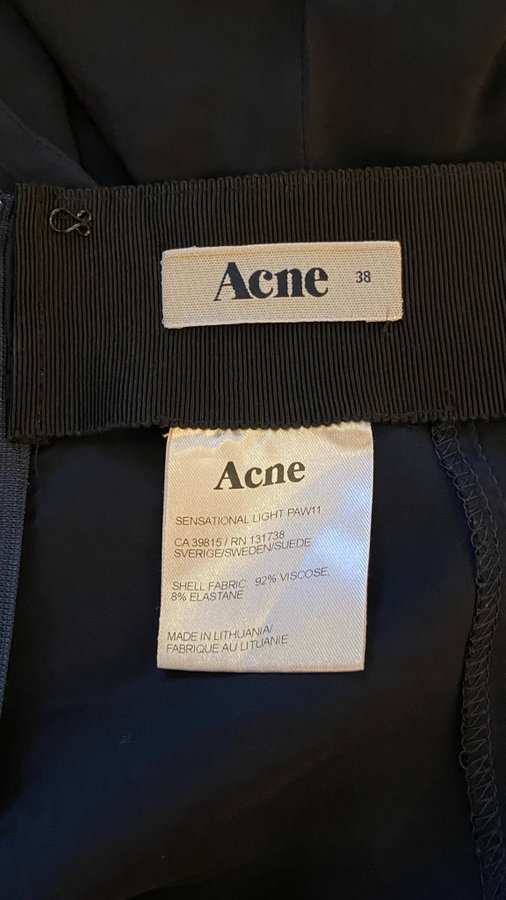 Acne 38
Acne
SENSATIONAL LIGHT PAW11
CA 39815 / RN 131738
SVERIGE/SWEDEN/SUEDE
SHELL FABRIC 92% VISCOSE,
8% ELASTANE
MADE IN LITHUANIA/
FABRIQUE AU LITUANIE